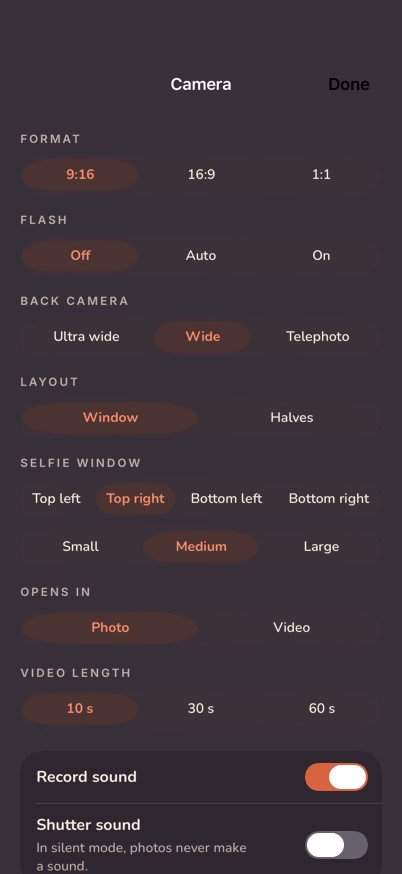 Camera
Done
FORMAT
9:16 16:9 1:1
FLASH
Off Auto On
BACK CAMERA
Ultra wide Wide Telephoto
LAYOUT
Window Halves
SELFIE WINDOW
Top left Top right Bottom left Bottom right
Small Medium Large
OPENS IN
Photo Video
VIDEO LENGTH
10 s 30 s 60 s
Record sound
Shutter sound
In silent mode, photos never make
a sound.